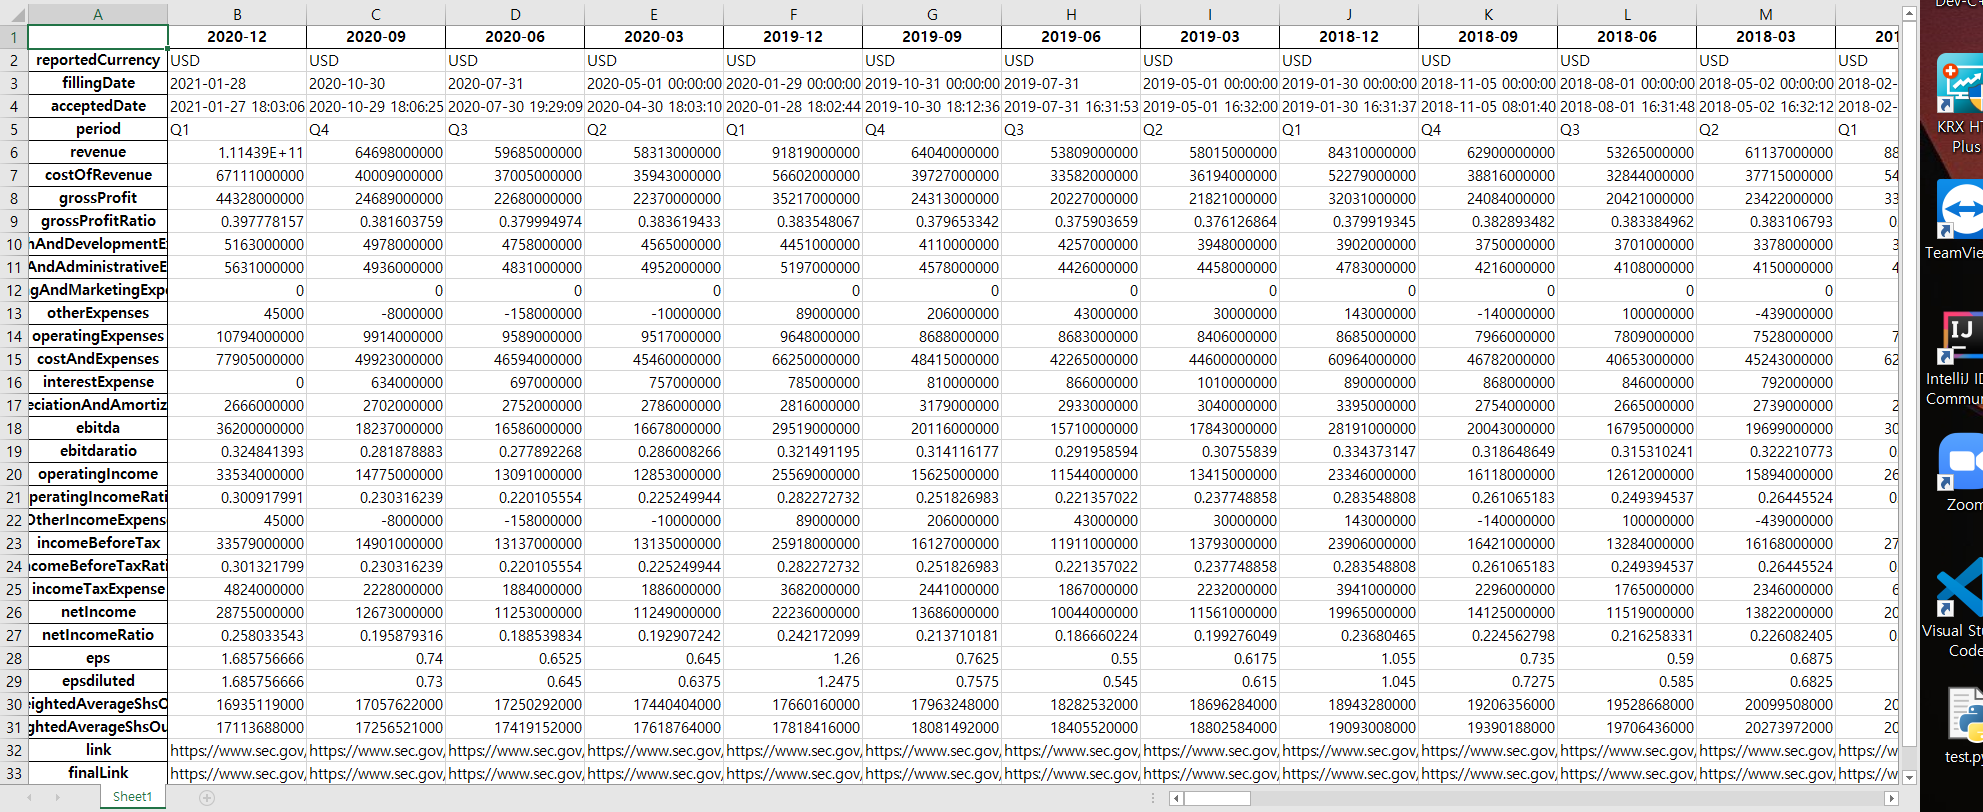 A B C D E F G H I J K L M
Dev-C+
1 2020-12 2020-09 2020-06 2020-03 2019-12 2019-09 2019-06 2019-03 2018-12 2018-09 2018-06 2018-03 201
2 reportedCurrency USD USD USD USD USD USD USD USD USD USD USD USD USD
3 fillingDate 2021-01-28 2020-10-30 2020-07-31 2020-05-01 00:00:00 2020-01-29 00:00:00 2019-10-31 00:00:00 2019-07-31 2019-05-01 00:00:00 2019-01-30 00:00:00 2018-11-05 00:00:00 2018-08-01 00:00:00 2018-05-02 00:00:00 2018-02-
4 acceptedDate 2021-01-27 18:03:06 2020-10-29 18:06:25 2020-07-30 19:29:09 2020-04-30 18:03:10 2020-01-28 18:02:44 2019-10-30 18:12:36 2019-07-31 16:31:53 2019-05-01 16:32:00 2019-01-30 16:31:37 2018-11-05 08:01:40 2018-08-01 16:31:48 2018-05-02 16:32:12 2018-02-
5 period Q1 Q4 Q3 Q2 Q1 Q4 Q3 Q2 Q1 Q4 Q3 Q2 Q1
KRX HT
Plus
6 revenue 1.11439E+11 64698000000 59685000000 58313000000 91819000000 64040000000 53809000000 58015000000 84310000000 62900000000 53265000000 61137000000 88
7 costOfRevenue 67111000000 40009000000 37005000000 35943000000 56602000000 39727000000 33582000000 36194000000 52279000000 38816000000 32844000000 37715000000 54
8 grossProfit 44328000000 24689000000 22680000000 22370000000 35217000000 24313000000 20227000000 21821000000 32031000000 24084000000 20421000000 23422000000 33
9 grossProfitRatio 0.397778157 0.381603759 0.379994974 0.383619433 0.383548067 0.379653342 0.375903659 0.376126864 0.379919345 0.382893482 0.383384962 0.383106793 0.
10 nAndDevelopmentE 5163000000 4978000000 4758000000 4565000000 4451000000 4110000000 4257000000 3948000000 3902000000 3750000000 3701000000 3378000000 3
TeamVie
11 AndAdministrativeE 5631000000 4936000000 4831000000 4952000000 5197000000 4578000000 4426000000 4458000000 4783000000 4216000000 4108000000 4150000000 4
12 gAndMarketingExp 0 0 0 0 0 0 0 0 0 0 0 0
13 otherExpenses 45000 -8000000 -158000000 -10000000 89000000 206000000 43000000 30000000 143000000 -140000000 100000000 -439000000
14 operatingExpenses 10794000000 9914000000 9589000000 9517000000 9648000000 8688000000 8683000000 8406000000 8685000000 7966000000 7809000000 7528000000 7
IJ
15 costAndExpenses 77905000000 49923000000 46594000000 45460000000 66250000000 48415000000 42265000000 44600000000 60964000000 46782000000 40653000000 45243000000 62
16 interestExpense 0 634000000 697000000 757000000 785000000 810000000 866000000 1010000000 890000000 868000000 846000000 792000000
IntelliJ ID
Commun
17 eciationAndAmortiz 2666000000 2702000000 2752000000 2786000000 2816000000 3179000000 2933000000 3040000000 3395000000 2754000000 2665000000 2739000000 2
18 ebitda 36200000000 18237000000 16586000000 16678000000 29519000000 20116000000 15710000000 17843000000 28191000000 20043000000 16795000000 19699000000 30
19 ebitdaratio 0.324841393 0.281878883 0.277892268 0.286008266 0.321491195 0.314116177 0.291958594 0.30755839 0.334373147 0.318648649 0.315310241 0.322210773 0.
20 operatingIncome 33534000000 14775000000 13091000000 12853000000 25569000000 15625000000 11544000000 13415000000 23346000000 16118000000 12612000000 15894000000 26
21 peratingIncomeRati 0.300917991 0.230316239 0.220105554 0.225249944 0.282272732 0.251826983 0.221357022 0.237748858 0.283548808 0.261065183 0.249394537 0.26445524 0.
Zoom
22 OtherIncomeExpens 45000 -8000000 -158000000 -10000000 89000000 206000000 43000000 30000000 143000000 -140000000 100000000 -439000000
23 incomeBeforeTax 33579000000 14901000000 13137000000 13135000000 25918000000 16127000000 11911000000 13793000000 23906000000 16421000000 13284000000 16168000000 27
24 comeBeforeTaxRati 0.301321799 0.230316239 0.220105554 0.225249944 0.282272732 0.251826983 0.221357022 0.237748858 0.283548808 0.261065183 0.249394537 0.26445524 0.
25 incomeTaxExpense 4824000000 2228000000 1884000000 1886000000 3682000000 2441000000 1867000000 2232000000 3941000000 2296000000 1765000000 2346000000 6
26 netIncome 28755000000 12673000000 11253000000 11249000000 22236000000 13686000000 10044000000 11561000000 19965000000 14125000000 11519000000 13822000000 20
27 netIncomeRatio 0.258033543 0.195879316 0.188539834 0.192907242 0.242172099 0.213710181 0.186660224 0.199276049 0.23680465 0.224562798 0.216258331 0.226082405 0.
Visual Stu
Code
28 eps 1.685756666 0.74 0.6525 0.645 1.26 0.7625 0.55 0.6175 1.055 0.735 0.59 0.6875
29 epsdiluted 1.685756666 0.73 0.645 0.6375 1.2475 0.7575 0.545 0.615 1.045 0.7275 0.585 0.6825
30 eightedAverageShsO 16935119000 17057622000 17250292000 17440404000 17660160000 17963248000 18282532000 18696284000 18943280000 19206356000 19528668000 20099508000 20
31 ghtedAverageShsOu 17113688000 17256521000 17419152000 17618764000 17818416000 18081492000 18405520000 18802584000 19093008000 19390188000 19706436000 20273972000 20
32 link https://www.sec.gov, https://www.sec.gov, https://www.sec.gov, https://www.sec.gov, https://www.sec.gov, https://www.sec.gov, https://www.sec.gov, https://www.sec.gov, https://www.sec.gov, https://www.sec.gov, https://www.sec.gov, https://www.sec.gov, https://w
test.py
33 finalLink https://www.sec.gov, https://www.sec.gov, https://www.sec.gov, https://www.sec.gov, https://www.sec.gov, https://www.sec.gov, https://www.sec.gov, https://www.sec.gov, https://www.sec.gov, https://www.sec.gov, https://www.sec.gov, https://www.sec.gov, https://w
Sheet1